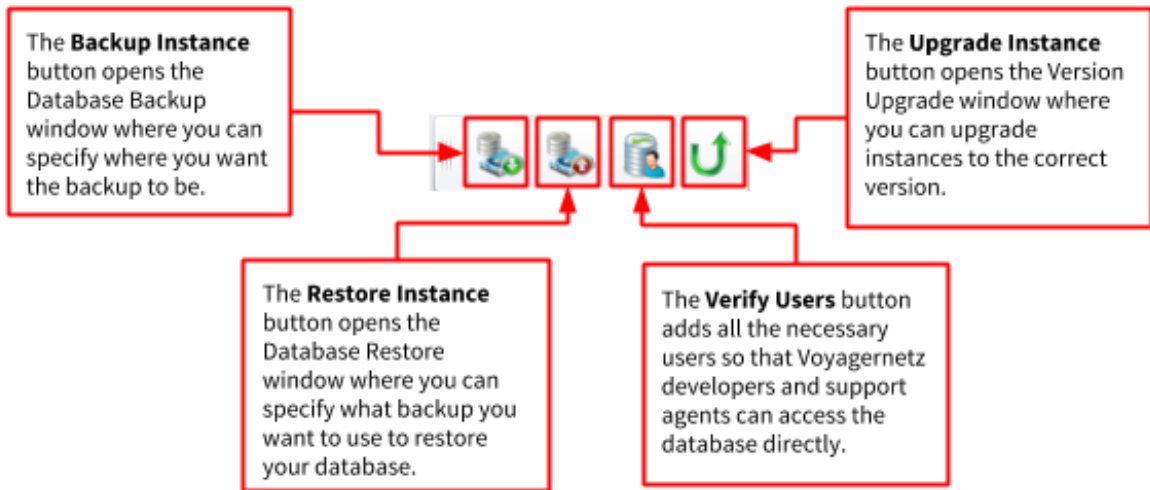 The Backup Instance
button opens the
Database Backup
window where you can
specify where you want
the backup to be.
The Upgrade Instance
button opens the Version
Upgrade window where
you can upgrade
instances to the correct
version.
The Restore Instance
button opens the
Database Restore
window where you can
specify what backup you
want to use to restore
your database.
The Verify Users button
adds all the necessary
users so that Voyagernetz
developers and support
agents can access the
database directly.